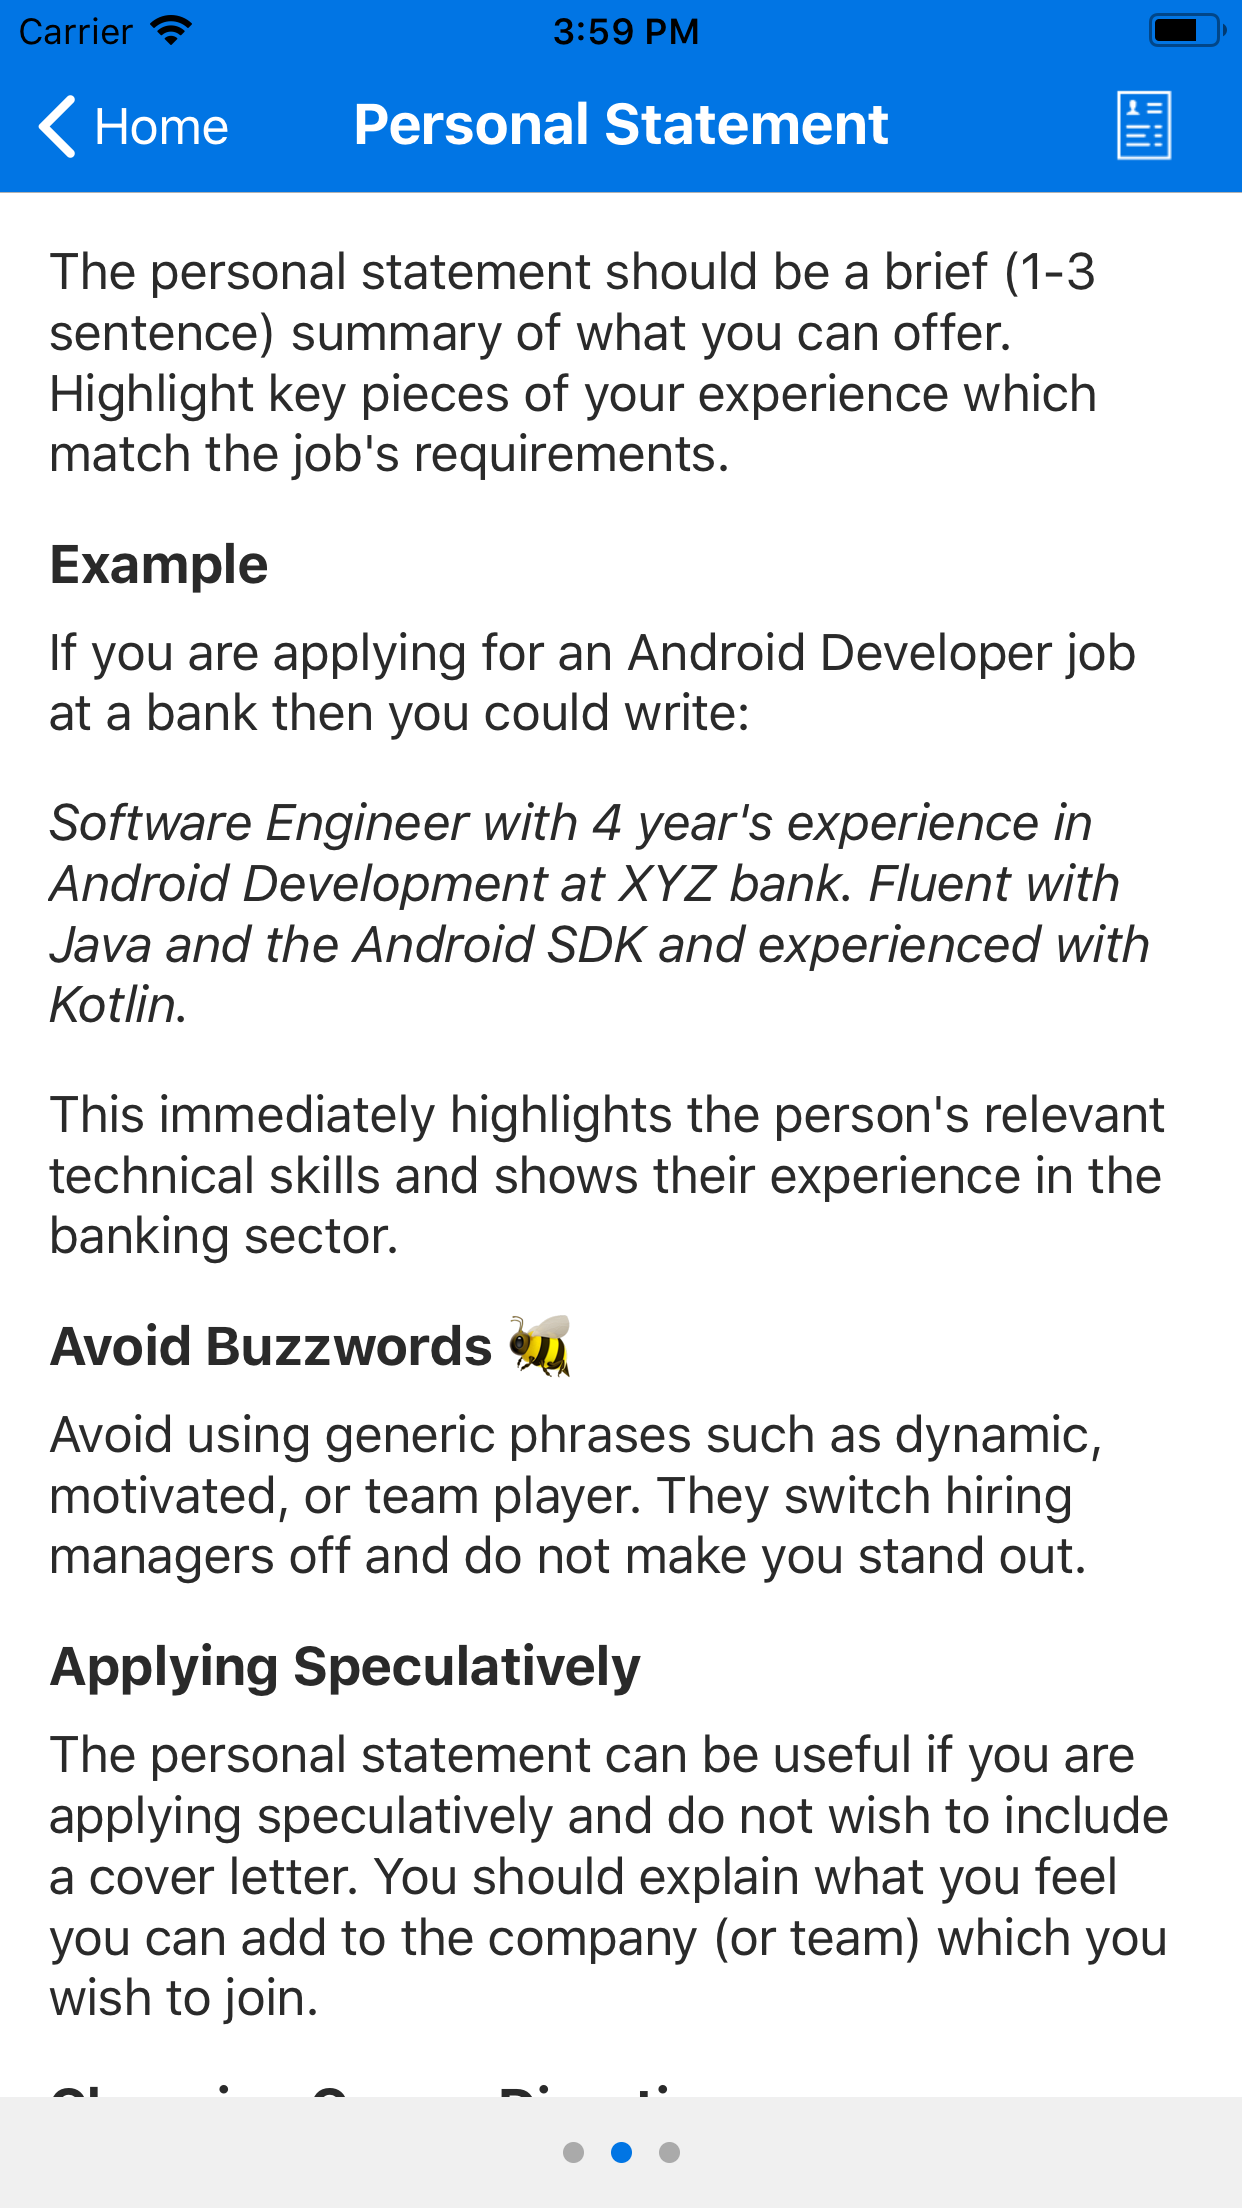 Carrier
3:59 PM
Home
Personal Statement
The personal statement should be a brief (1-3
sentence) summary of what you can offer.
Highlight key pieces of your experience which
match the job's requirements.
Example
If you are applying for an Android Developer job
at a bank then you could write:
Software Engineer with 4 year's experience in
Android Development at XYZ bank. Fluent with
Java and the Android SDK and experienced with
Kotlin.
This immediately highlights the person's relevant
technical skills and shows their experience in the
banking sector.
Avoid Buzzwords 🐝
Avoid using generic phrases such as dynamic,
motivated, or team player. They switch hiring
managers off and do not make you stand out.
Applying Speculatively
The personal statement can be useful if you are
applying speculatively and do not wish to include
a cover letter. You should explain what you feel
you can add to the company (or team) which you
wish to join.